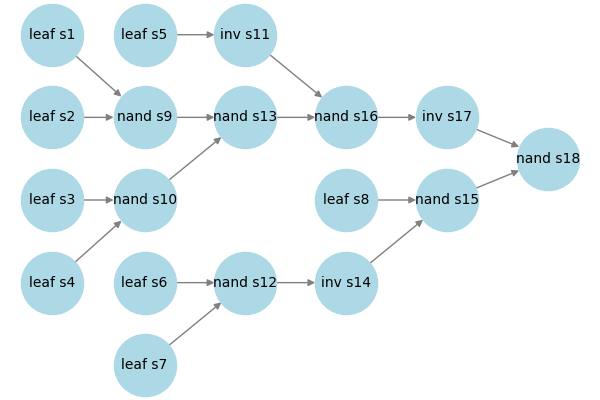 leaf s1
leaf s5
inv s11
leaf s2
nand s9
nand s13
nand s16
inv s17
nand s18
leaf s3
nand s10
leaf s8
nand s15
leaf s4
leaf s6
nand s12
inv s14
leaf s7